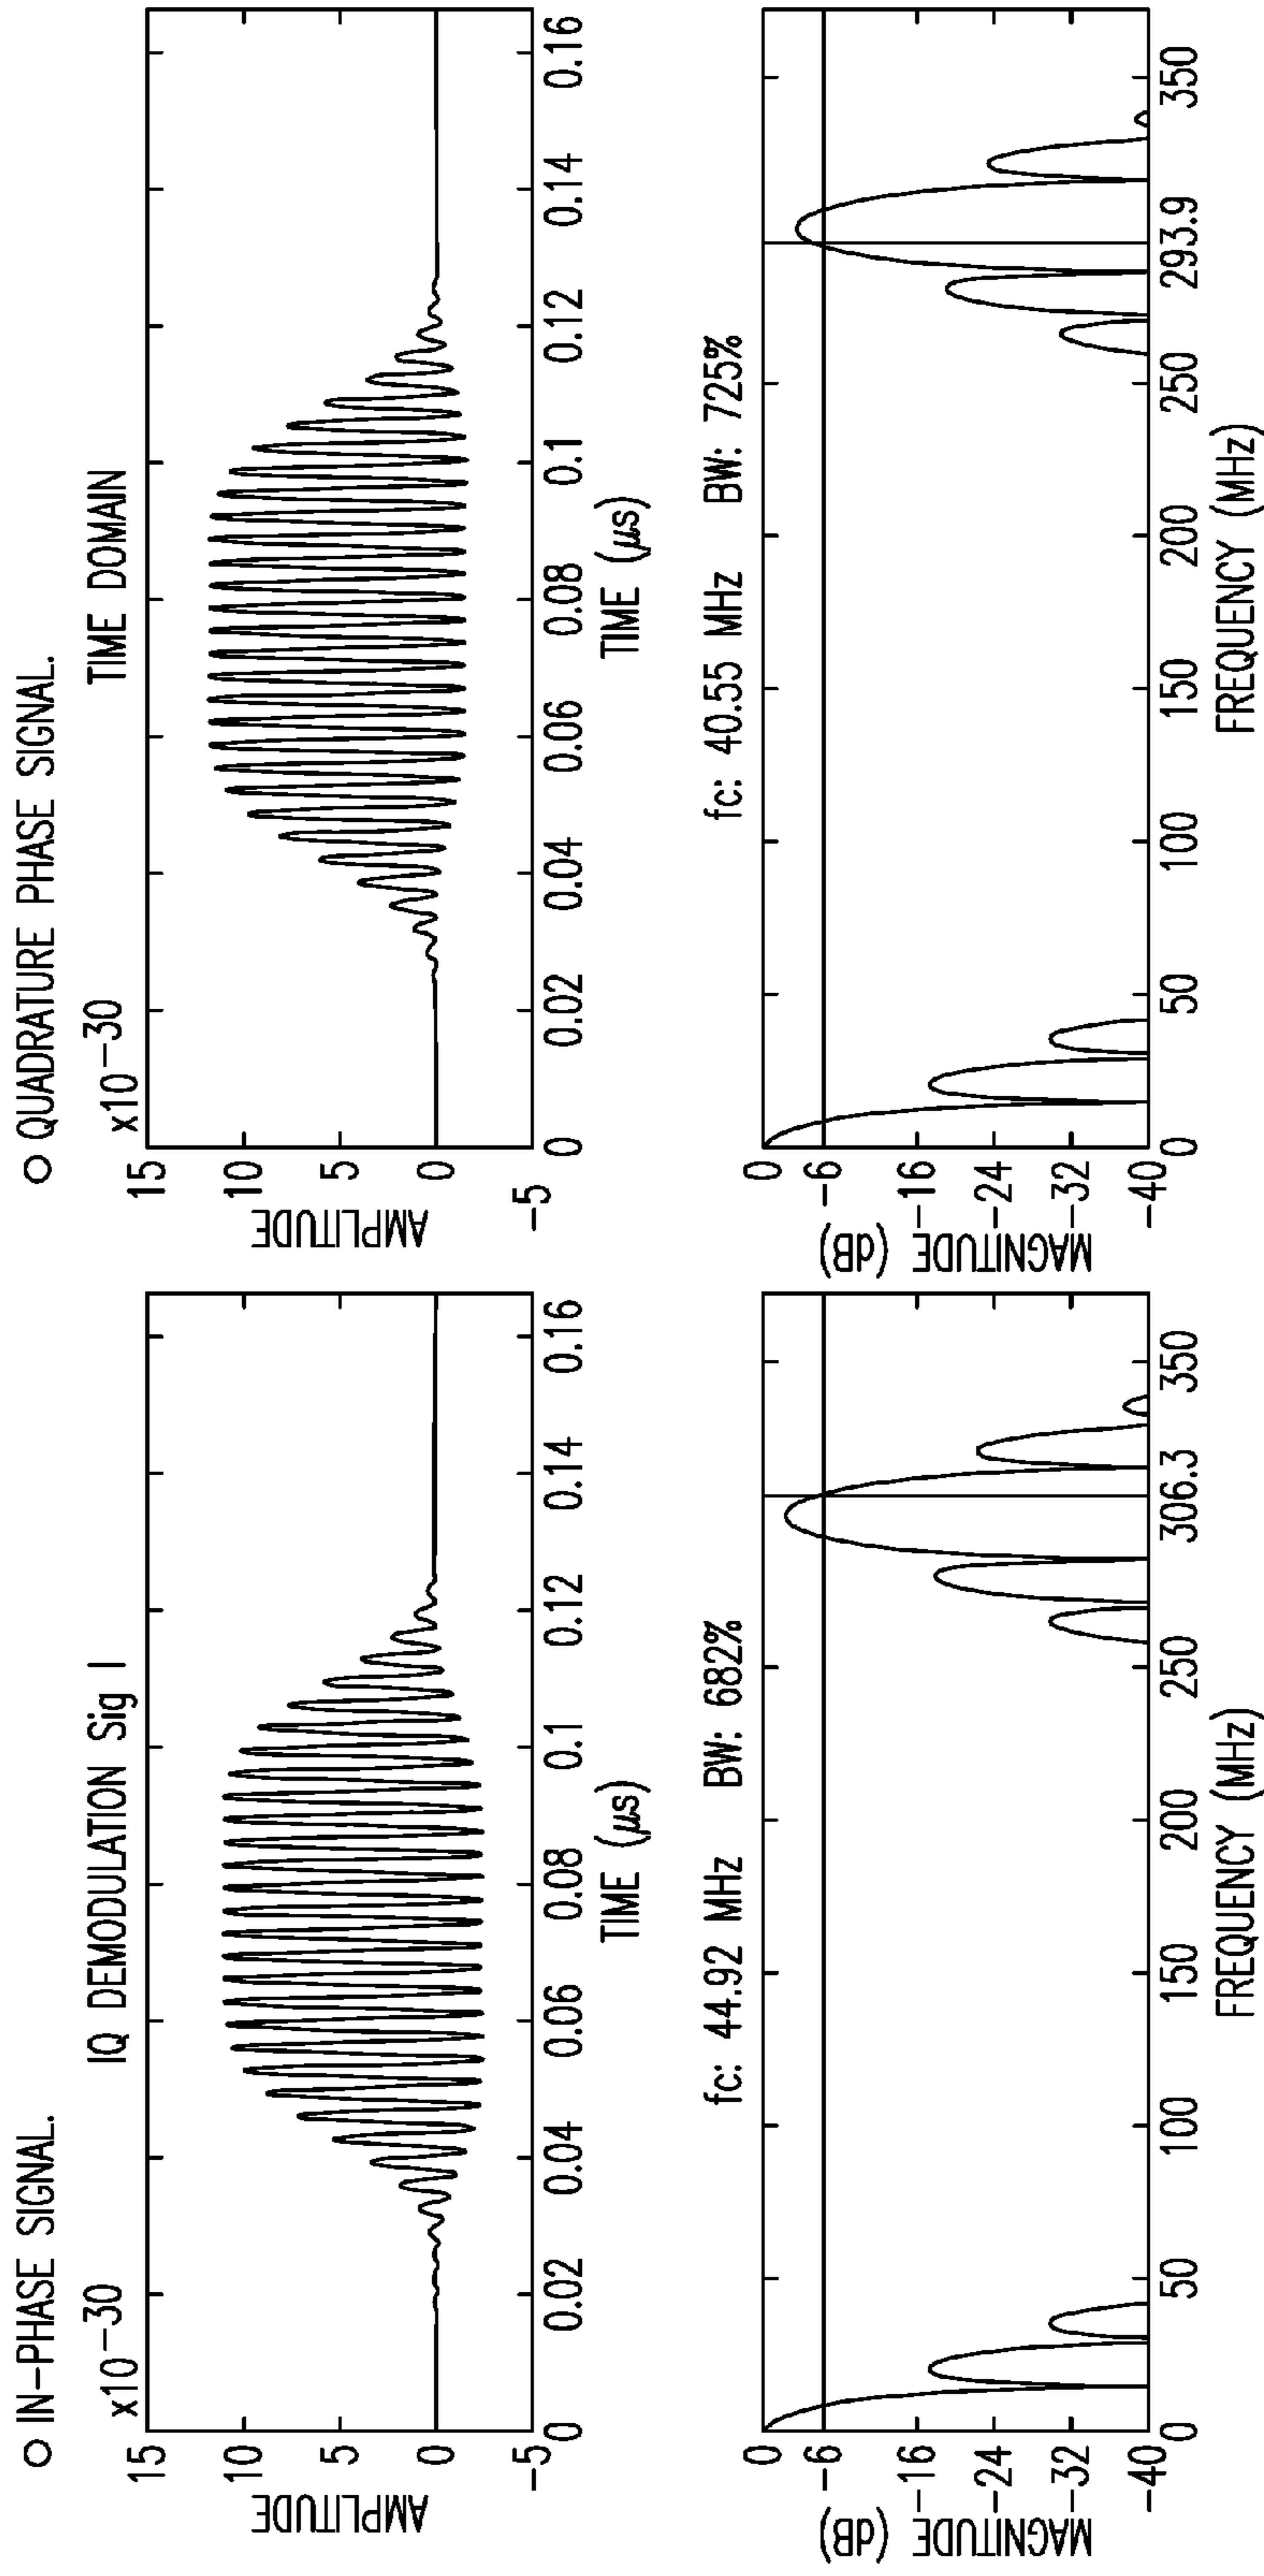 ○ IN-PHASE SIGNAL.
IQ DEMODULATION Sig I
x10-30
15
10
5
0
-5
AMPLITUDE
0 0.02 0.04 0.06 0.08 0.1 0.12 0.14 0.16
TIME (μs)
fc: 44.92 MHz BW: 682%
0
-6
-16
-24
-32
-40
MAGNITUDE (dB)
0 50 100 150 200 250 306.3 350
FREQUENCY (MHz)
○ QUADRATURE PHASE SIGNAL.
TIME DOMAIN
x10-30
15
10
5
0
-5
AMPLITUDE
0 0.02 0.04 0.06 0.08 0.1 0.12 0.14 0.16
TIME (μs)
fc: 40.55 MHz BW: 725%
0
-6
-16
-24
-32
-40
MAGNITUDE (dB)
0 50 100 150 200 250 293.9 350
FREQUENCY (MHz)